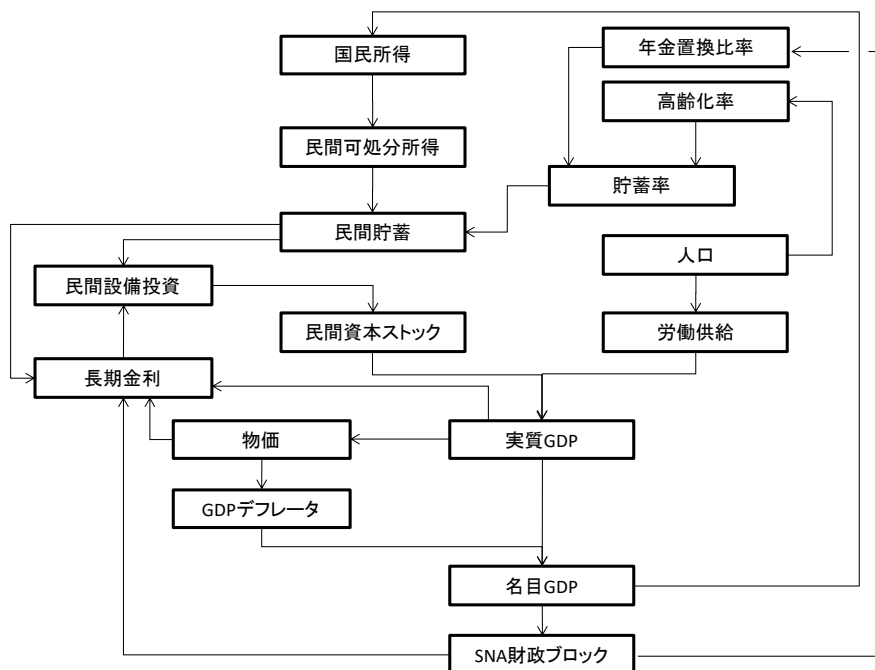 国民所得
年金置換比率
高齢化率
民間可処分所得
貯蓄率
民間貯蓄
人口
民間設備投資
民間資本ストック
労働供給
長期金利
物価
実質GDP
GDPデフレータ
名目GDP
SNA財政ブロック